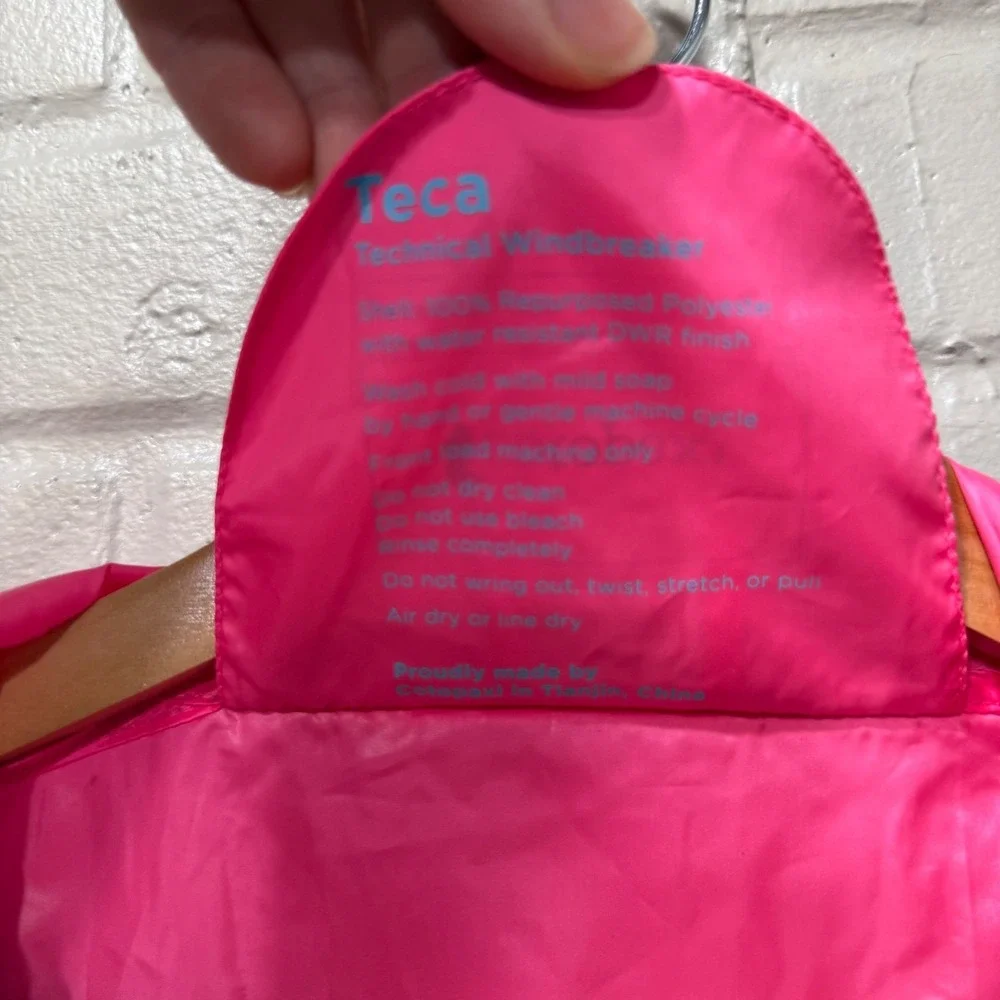 Teca
Technical Windbreaker
Shell: 100% Repurposed Polyester
with water resistant DWR finish
Wash cold with mild soap
by hand or gentle machine cycle
Front load machine only
Do not dry clean
Do not use bleach
Rinse completely
Do not wring out, twist, stretch, or pull
Air dry or line dry
Proudly made by
Cotopaxi in Tianjin, China